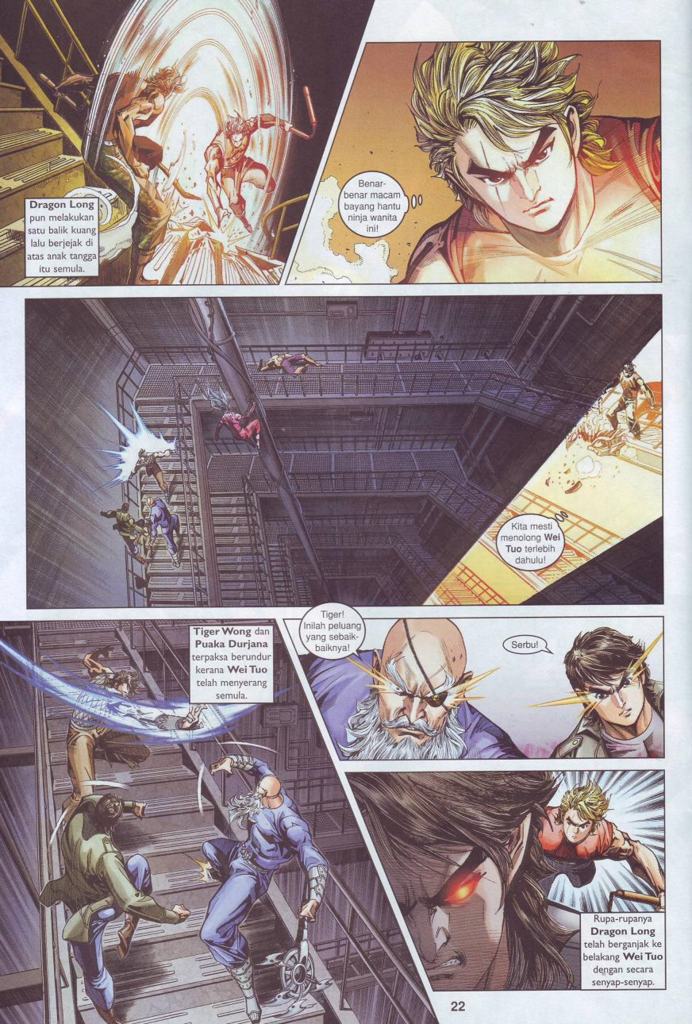 Dragon Long
pun melakukan
satu balik kuang
lalu berjejak di
atas anak tangga
itu semula.
Benar-
benar macam
bayang hantu
ninja wanita
ini!
Kita mesti
menolong Wei
Tuo terlebih
dahulu!
Tiger Wong dan
Puaka Durjana
terpaksa berundur
kerana Wei Tuo
telah menyerang
semula.
Tiger!
Inilah peluang
yang sebaik-
baiknya!
Serbu!
Rupa-rupanya
Dragon Long
telah berganjak ke
belakang Wei Tuo
dengan secara
senyap-senyap.
22